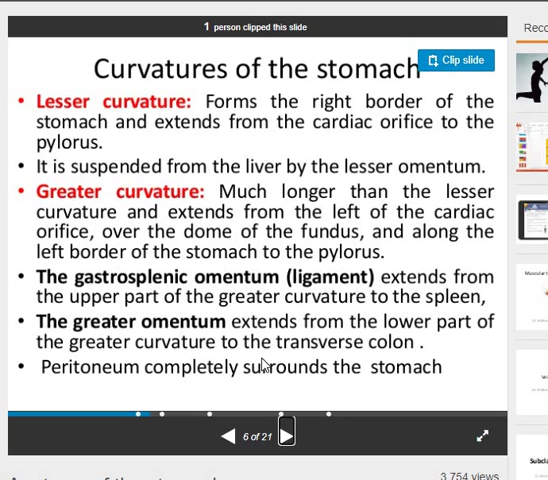 1 person clipped this slide
Reco
Curvatures of the stomach
Clip slide
• Lesser curvature: Forms the right border of the
stomach and extends from the cardiac orifice to the
pylorus.
• It is suspended from the liver by the lesser omentum.
• Greater curvature: Much longer than the lesser
curvature and extends from the left of the cardiac
orifice, over the dome of the fundus, and along the
left border of the stomach to the pylorus.
• The gastrosplenic omentum (ligament) extends from
the upper part of the greater curvature to the spleen,
• The greater omentum extends from the lower part of
the greater curvature to the transverse colon .
• Peritoneum completely surrounds the stomach
6 of 21
3,754 views
Subcla